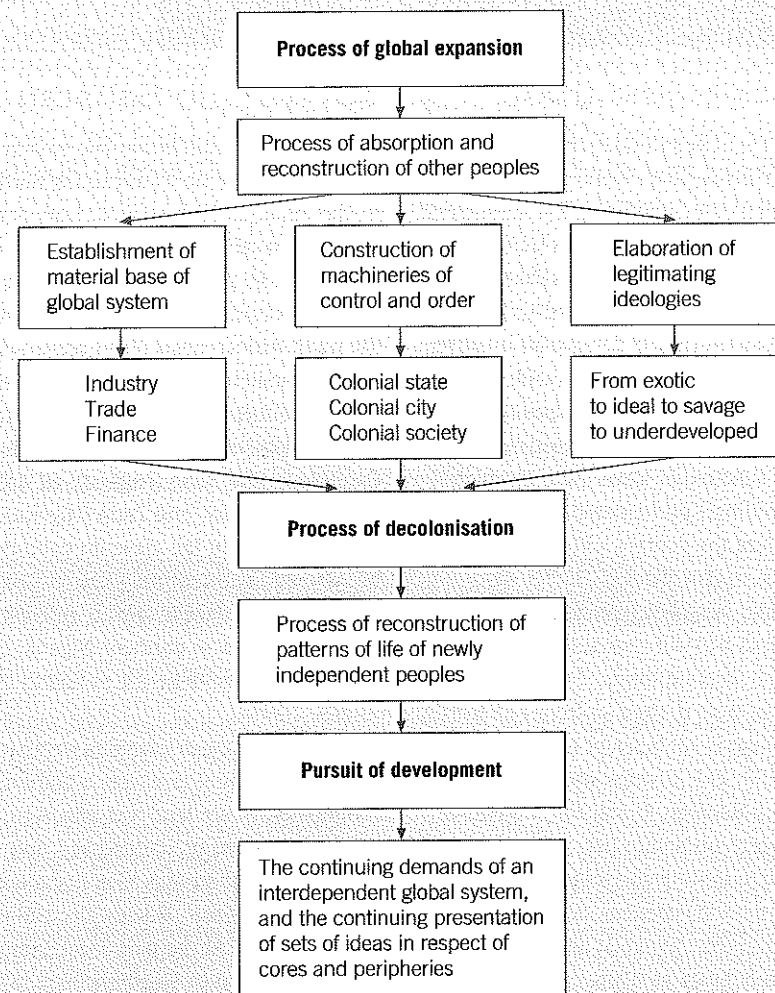 Process of global expansion
Process of absorption and
reconstruction of other peoples
Establishment of
material base of
global system
Construction of
machineries of
control and order
Elaboration of
legitimating
ideologies
Industry
Trade
Finance
Colonial state
Colonial city
Colonial society
From exotic
to ideal to savage
to underdeveloped
Process of decolonisation
Process of reconstruction of
patterns of life of newly
independent peoples
Pursuit of development
The continuing demands of an
interdependent global system,
and the continuing presentation
of sets of ideas in respect of
cores and peripheries